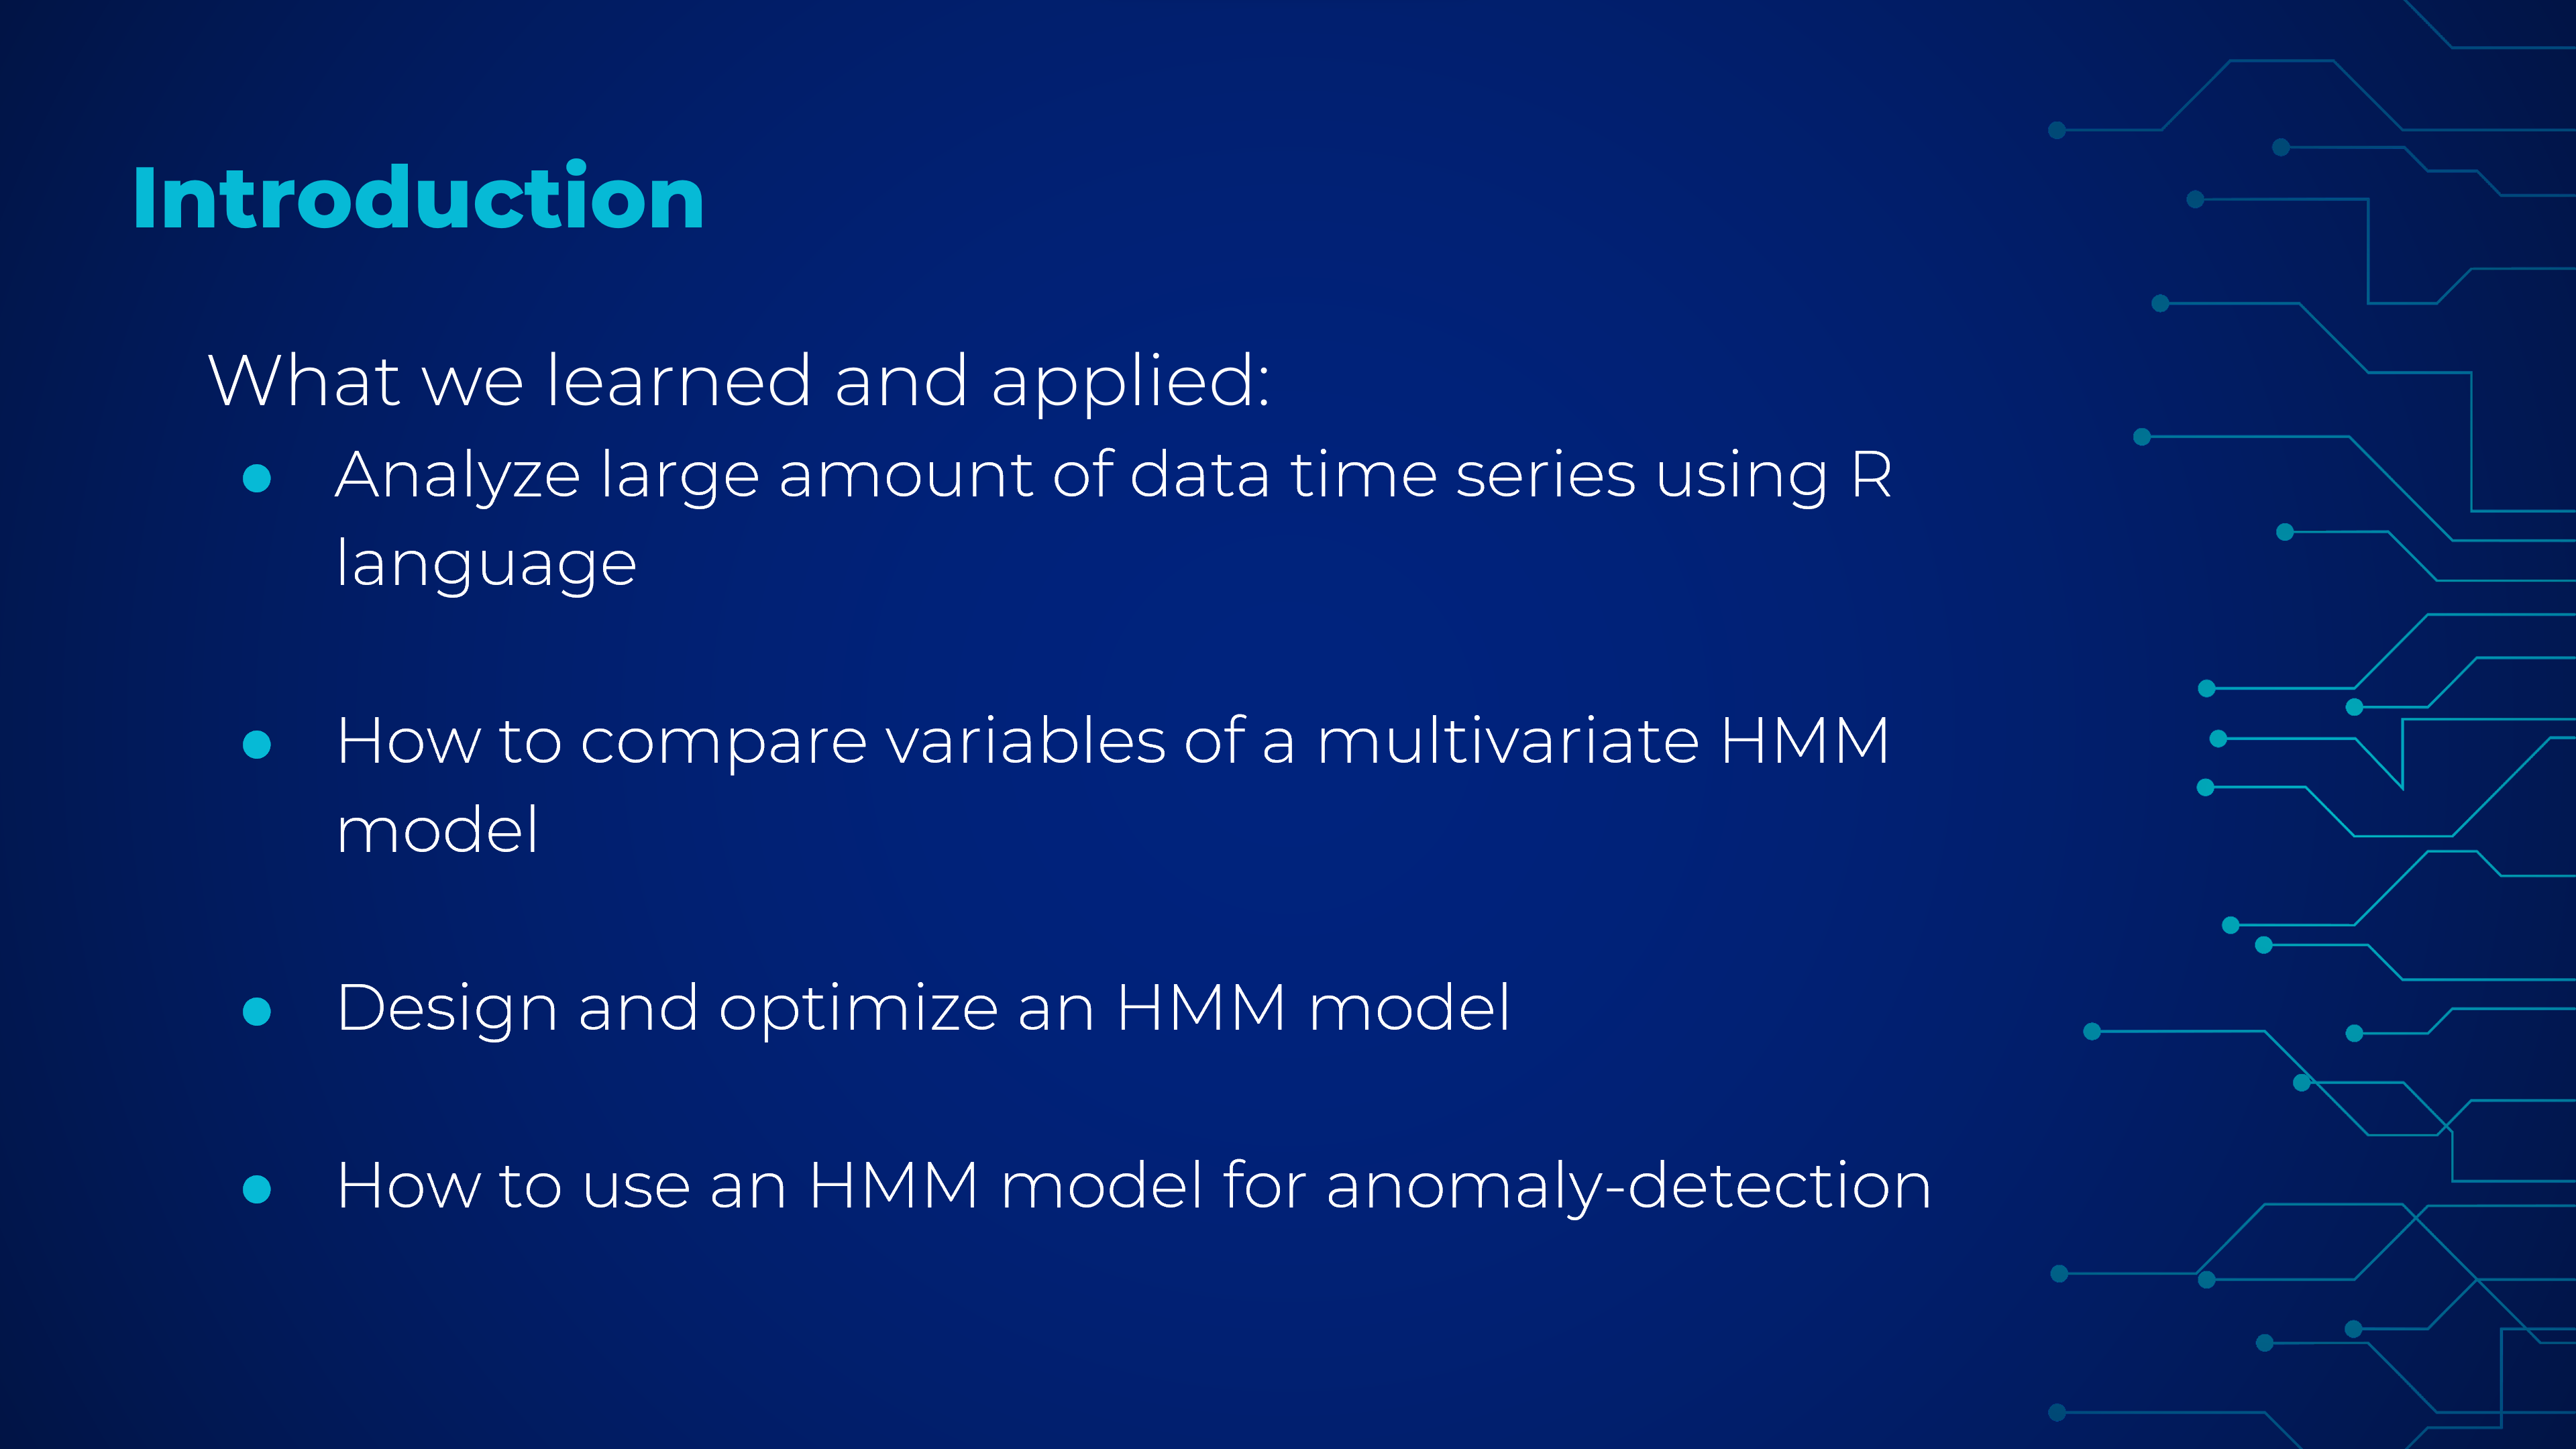 Introduction
What we learned and applied:
● Analyze large amount of data time series using R
language
● How to compare variables of a multivariate HMM
model
● Design and optimize an HMM model
● How to use an HMM model for anomaly-detection